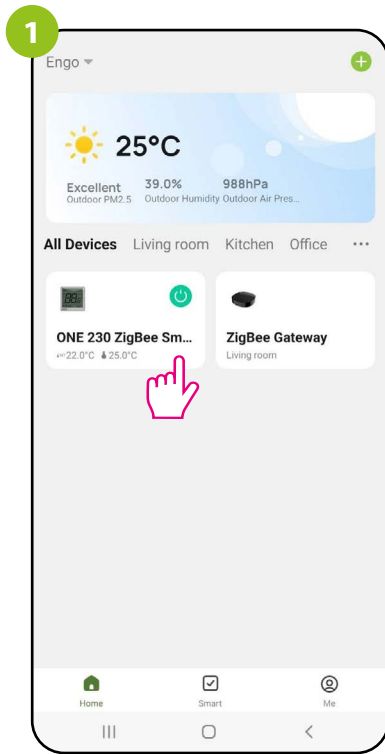 1
Engo
25°C
Excellent 39.0% 988hPa
Outdoor PM2.5 Outdoor Humidity Outdoor Air Pres...
All Devices Living room Kitchen Office ...
ONE 230 ZigBee Sm... ZigBee Gateway
22.0°C 25.0°C Living room
Home Smart Me